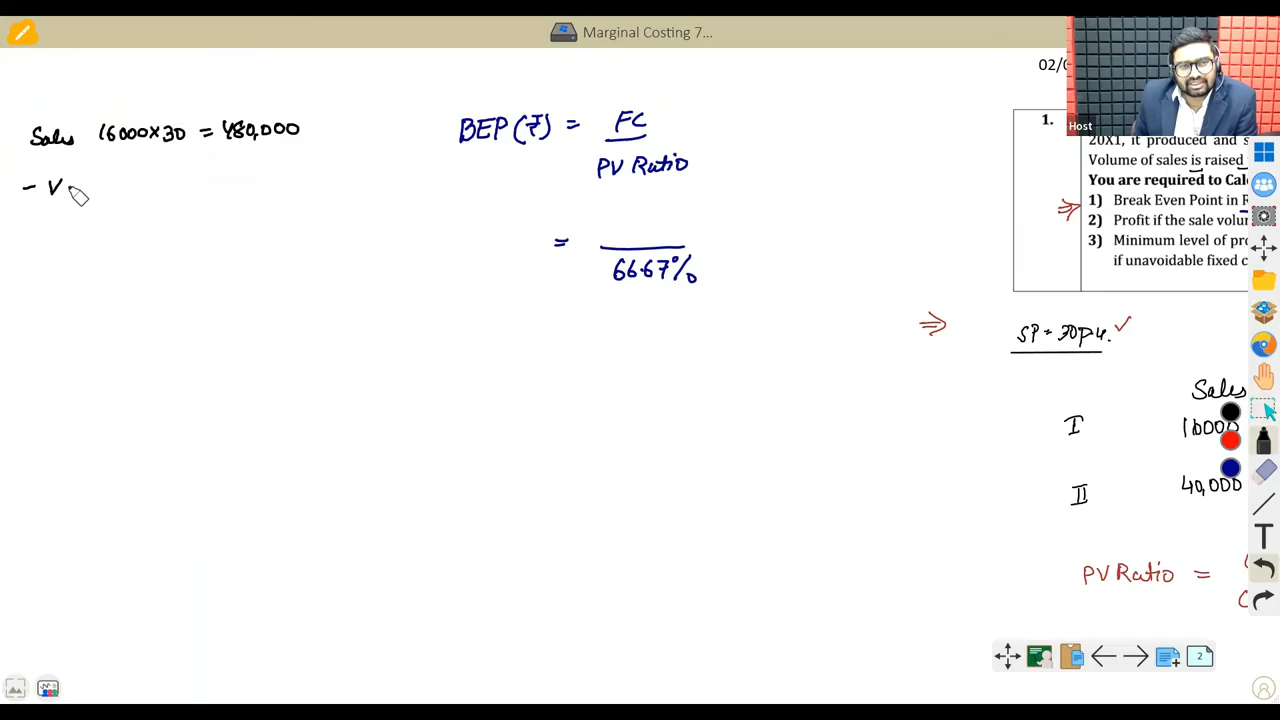 Marginal Costing 7...
02/0
Host
Sales 16000×30 = 480,000
- V
BEP (₹) = FC
PV Ratio
=
66.67%
1.
20X1, it produced and s
Volume of sales is raised
You are required to Cal
1) Break Even Point in R
2) Profit if the sale volu
3) Minimum level of pro
if unavoidable fixed c
⇒ SP = 30 p.u. ✓
Sales
I
II 40,000
PV Ratio =
T
2